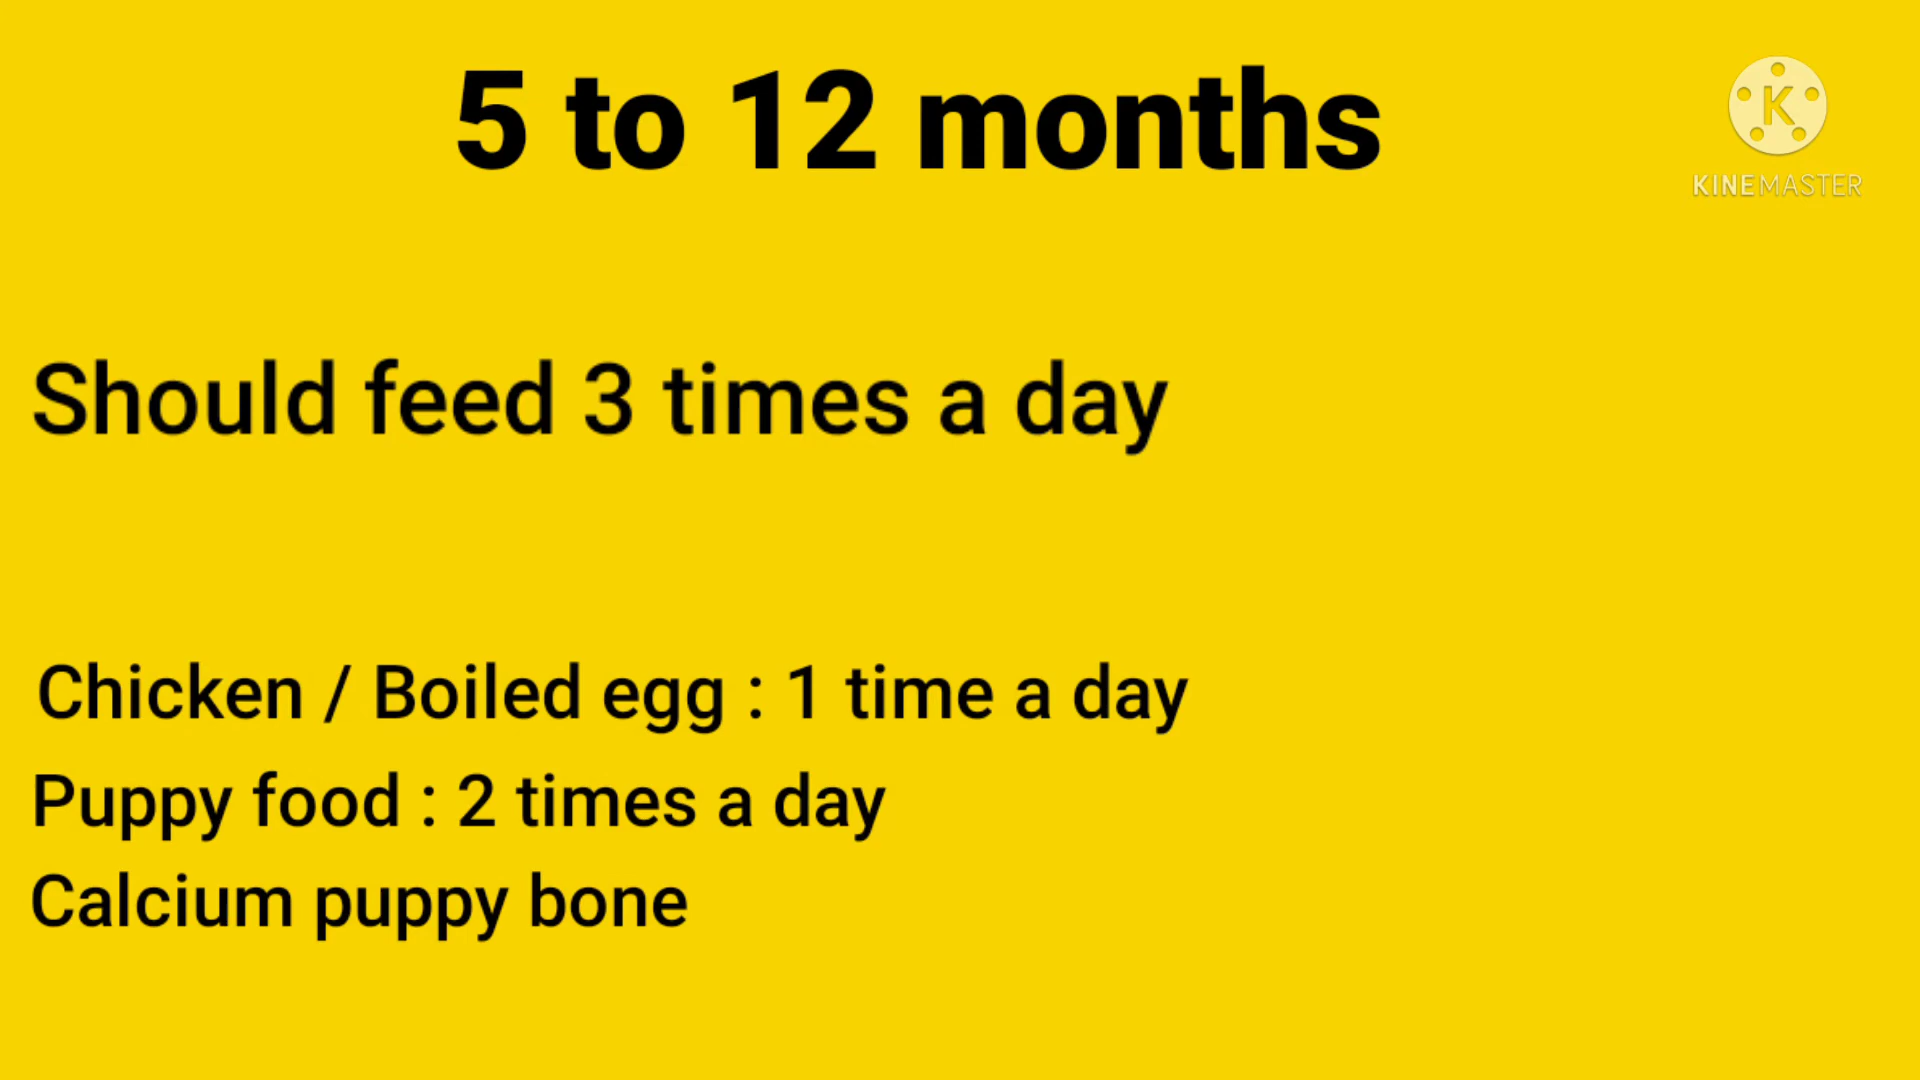 5 to 12 months
KINEMASTER
Should feed 3 times a day
Chicken / Boiled egg : 1 time a day
Puppy food : 2 times a day
Calcium puppy bone